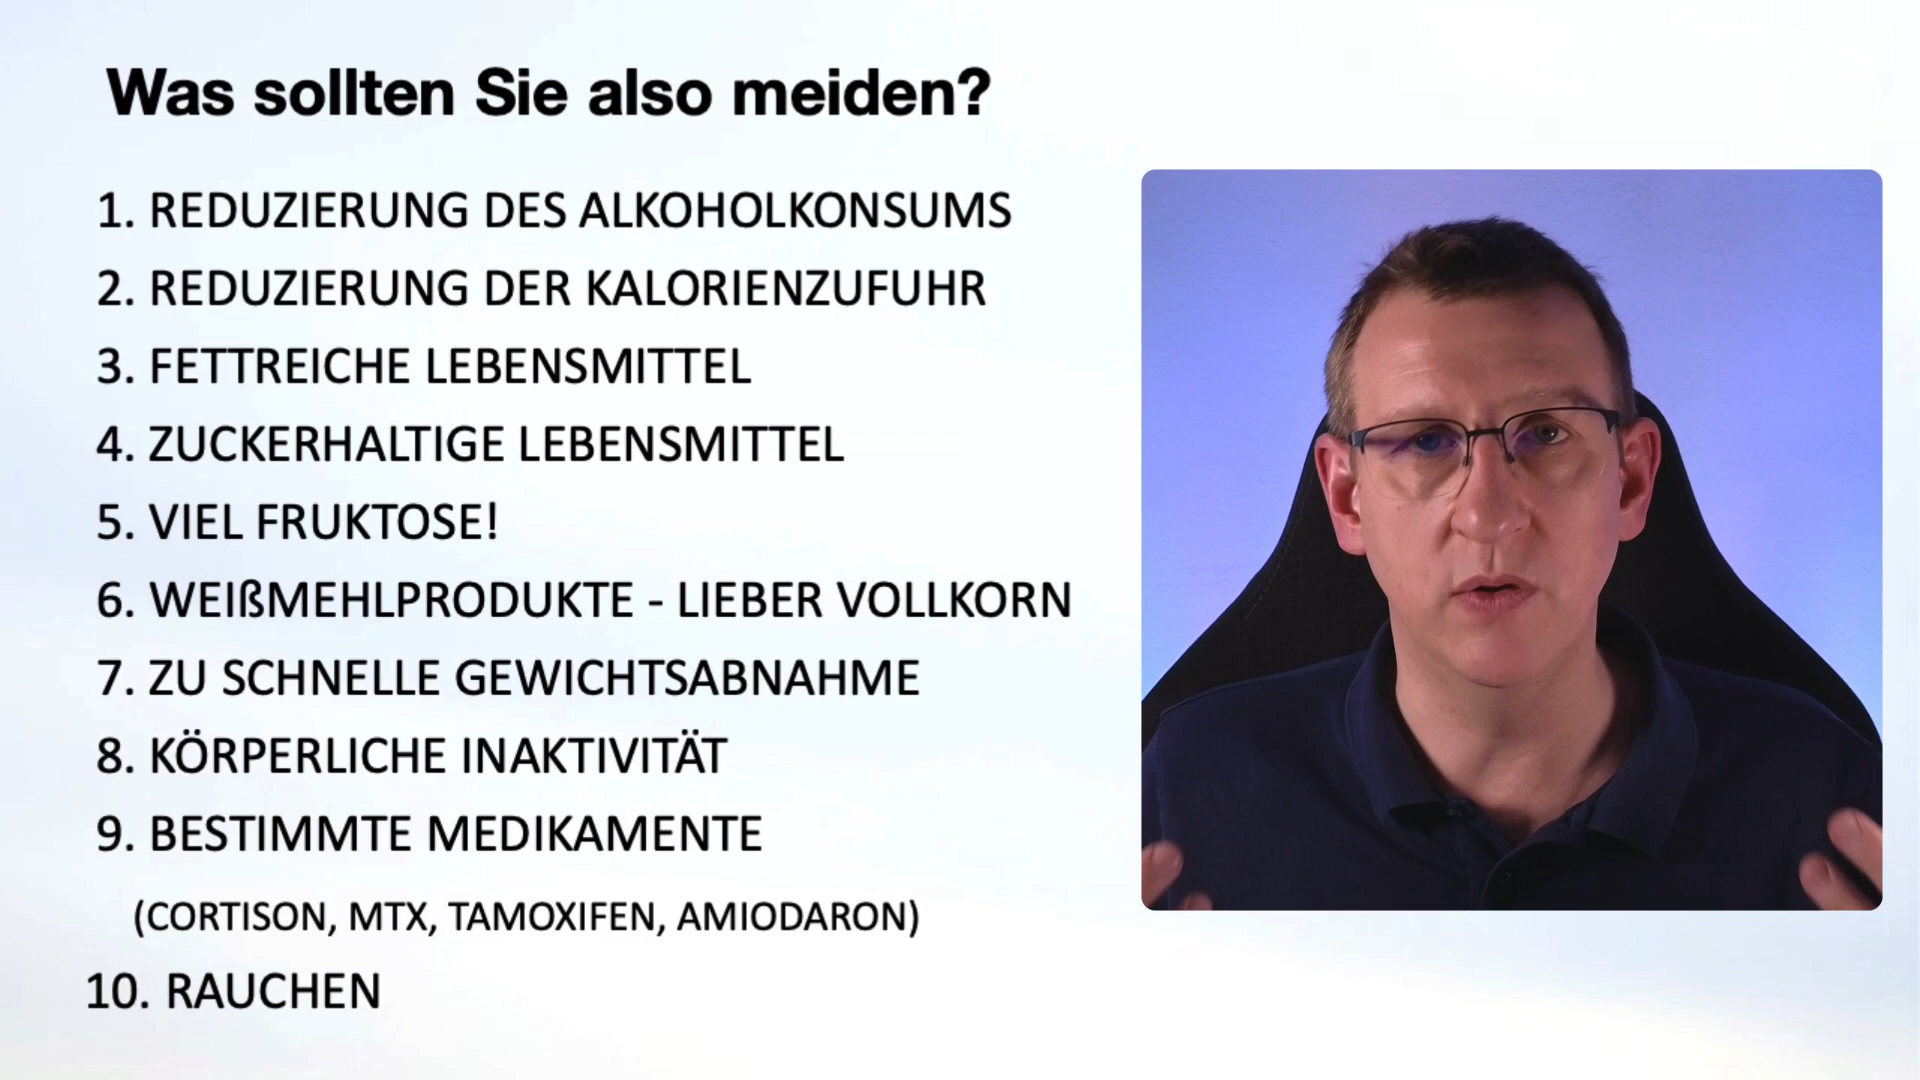 Was sollten Sie also meiden?
1. REDUZIERUNG DES ALKOHOLKONSUMS
2. REDUZIERUNG DER KALORIENZUFUHR
3. FETTREICHE LEBENSMITTEL
4. ZUCKERHALTIGE LEBENSMITTEL
5. VIEL FRUKTOSE!
6. WEIßMEHLPRODUKTE - LIEBER VOLLKORN
7. ZU SCHNELLE GEWICHTSABNAHME
8. KÖRPERLICHE INAKTIVITÄT
9. BESTIMMTE MEDIKAMENTE
(CORTISON, MTX, TAMOXIFEN, AMIODARON)
10. RAUCHEN